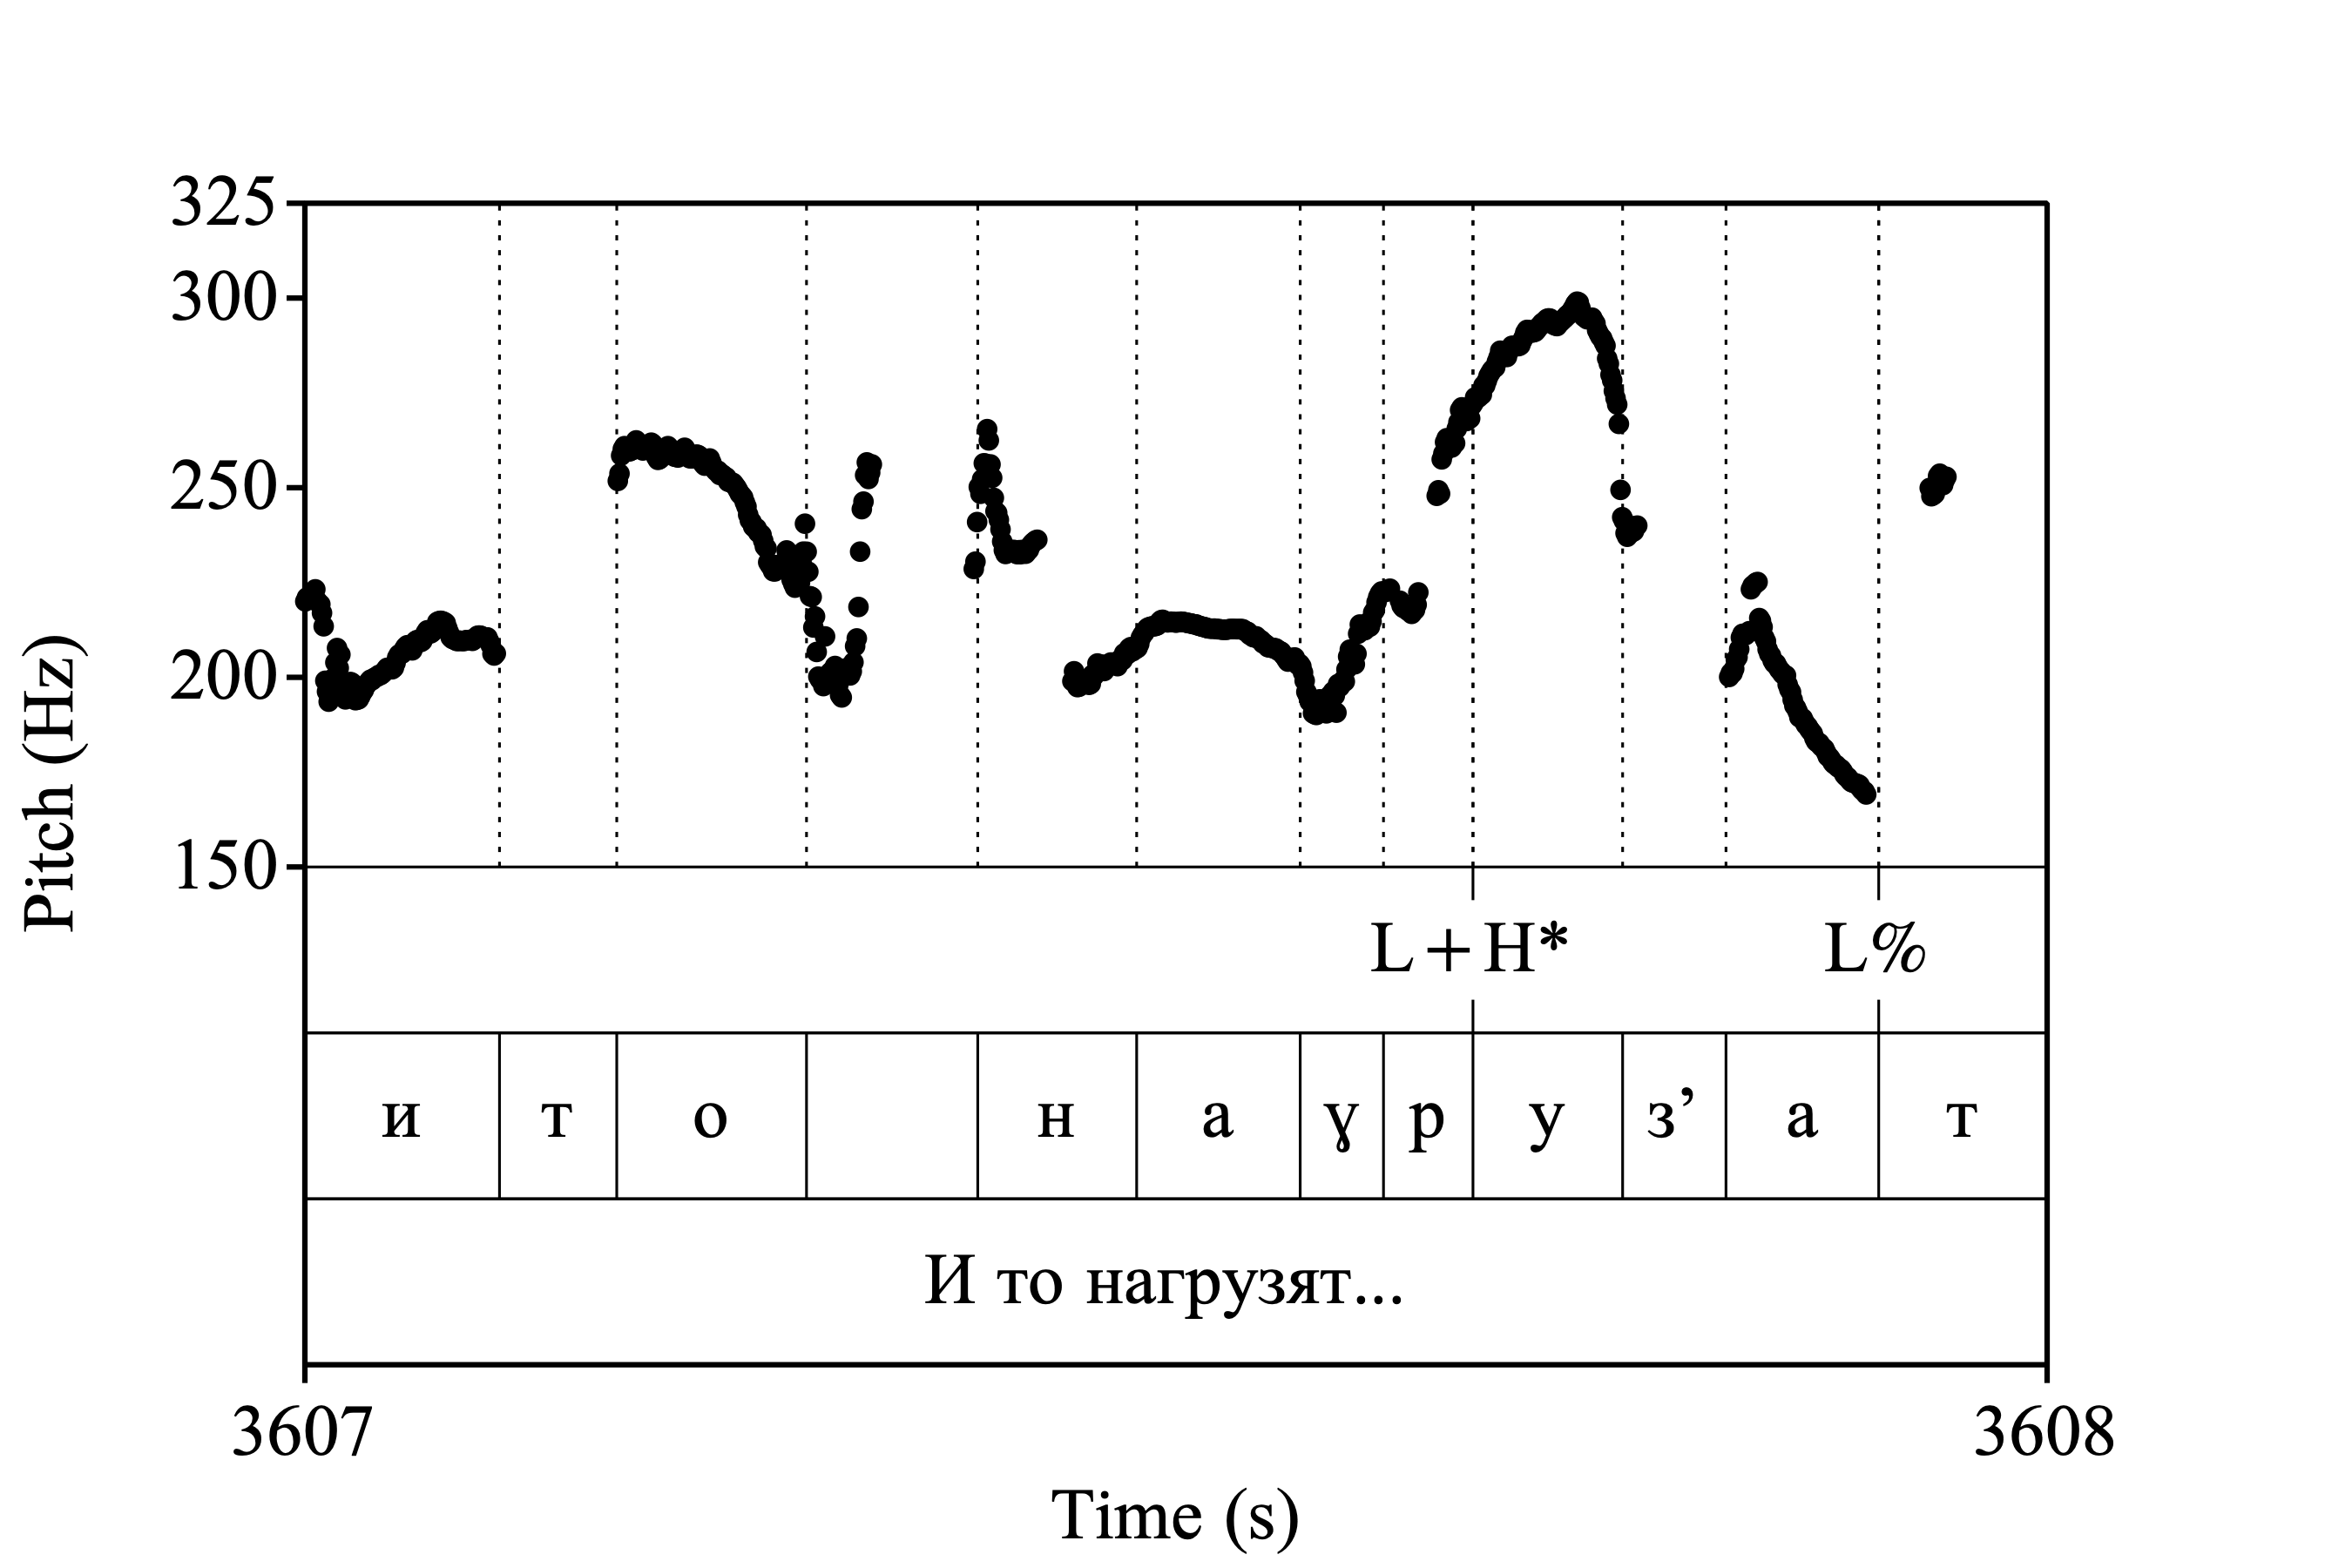 325
300
250
200
150
Pitch (Hz)
L+H* L%
и т о н а ɣ р у з’ а т
И то нагрузят...
3607 3608
Time (s)